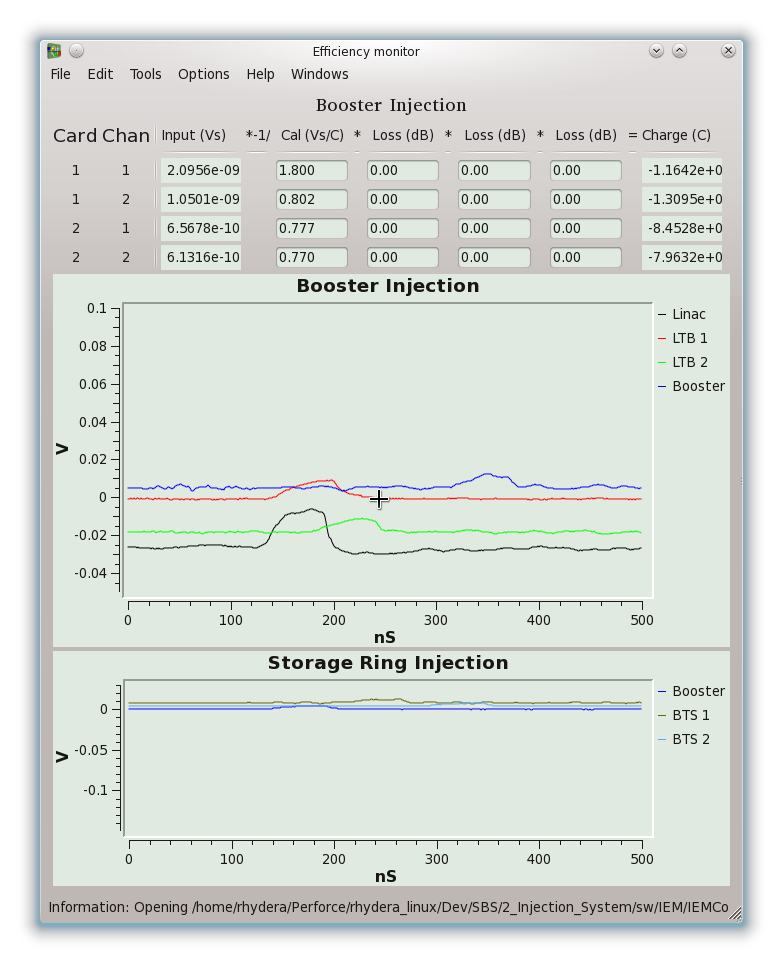 Efficiency monitor
File Edit Tools Options Help Windows
Booster Injection
Card Chan Input (Vs) *-1/ Cal (Vs/C) * Loss (dB) * Loss (dB) * Loss (dB) = Charge (C)
1 1 2.0956e-09 1.800 0.00 0.00 0.00 -1.1642e+0
1 2 1.0501e-09 0.802 0.00 0.00 0.00 -1.3095e+0
2 1 6.5678e-10 0.777 0.00 0.00 0.00 -8.4528e+0
2 2 6.1316e-10 0.770 0.00 0.00 0.00 -7.9632e+0
Booster Injection
0.1
0.08
0.06
0.04
0.02
0
-0.02
-0.04
V
0 100 200 300 400 500
nS
Linac
LTB 1
LTB 2
Booster
Storage Ring Injection
0
-0.05
-0.1
V
0 100 200 300 400 500
nS
Booster
BTS 1
BTS 2
Information: Opening /home/rhydera/Perforce/rhydera_linux/Dev/SBS/2_Injection_System/sw/IEM/IEMCo